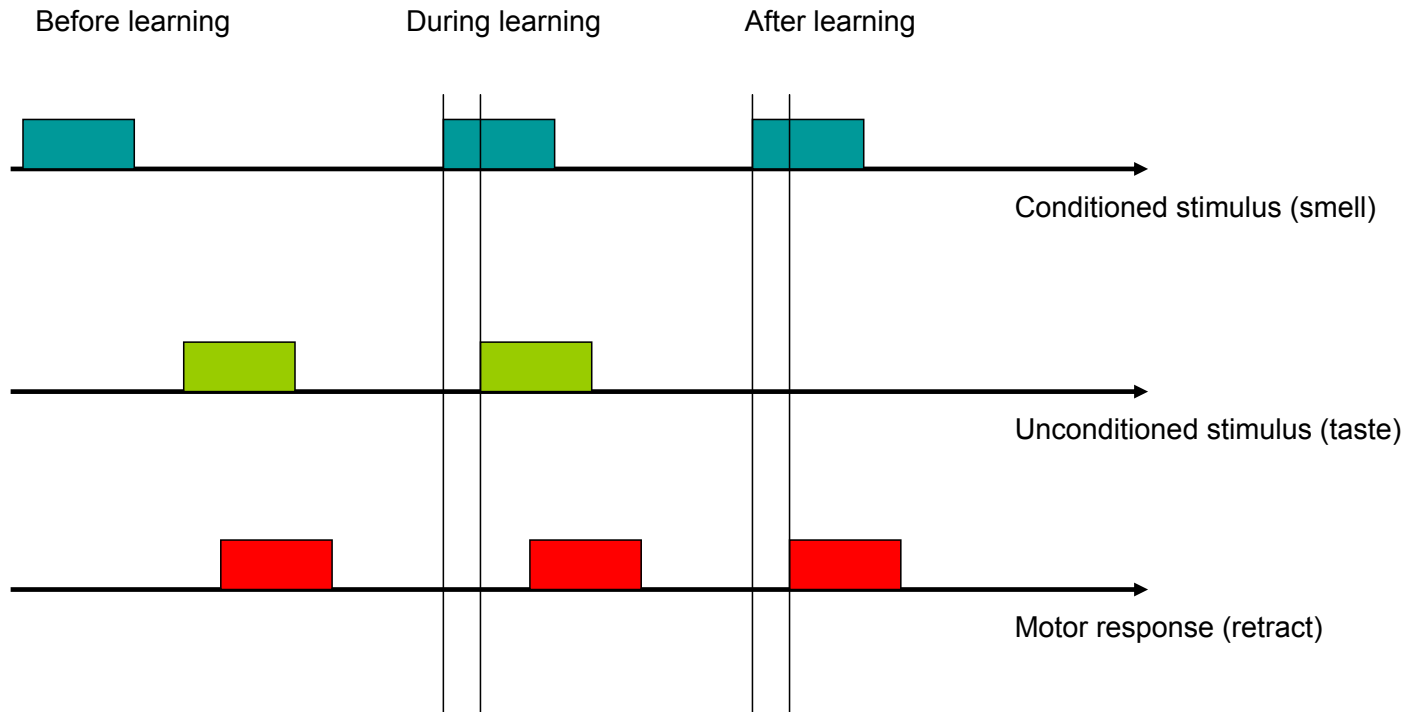 Before learning
During learning
After learning
Conditioned stimulus (smell)
Unconditioned stimulus (taste)
Motor response (retract)